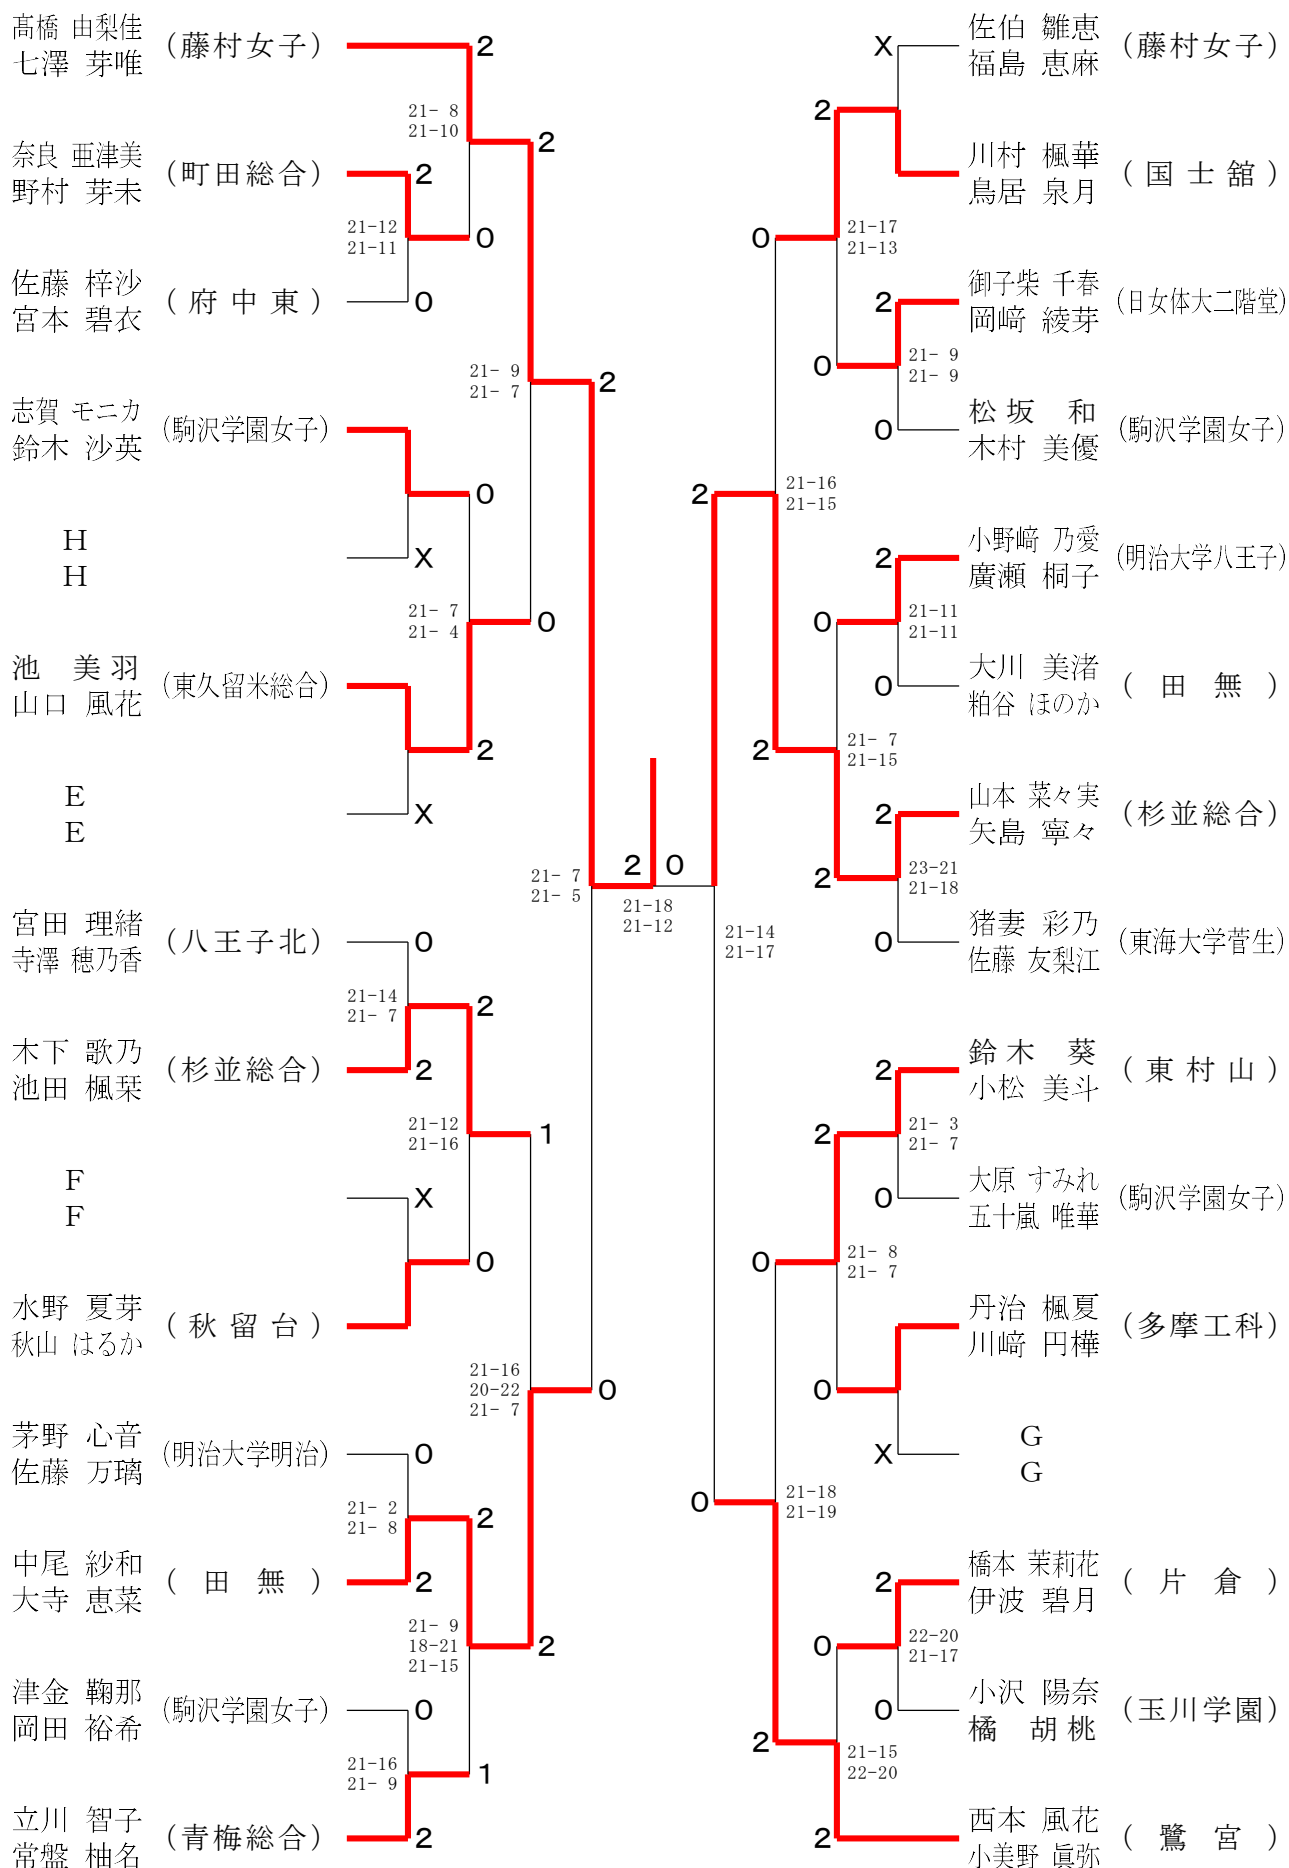 髙橋 由梨佳
七澤 芽唯
(藤村女子)
2
21- 8
21-10
2
奈良 亜津美
野村 芽未
(町田総合)
2
21-12
21-11
0
佐藤 梓沙
宮本 碧衣
(府中東)
0
21- 9
21- 7
2
志賀 モニカ
鈴木 沙英
(駒沢学園女子)
0
H
H
X
21- 7
21- 4
0
池 美羽
山口 風花
(東久留米総合)
2
E
E
X
21- 7
21- 5
2
0
21-18
21-12
宮田 理緒
寺澤 穂乃香
(八王子北)
0
21-14
21- 7
2
木下 歌乃
池田 楓栞
(杉並総合)
2
21-12
21-16
1
F
F
X
0
水野 夏芽
秋山 はるか
(秋留台)
21-16
20-22
21- 7
0
茅野 心音
佐藤 万璃
(明治大学明治)
0
21- 2
21- 8
2
中尾 紗和
大寺 恵菜
(田無)
2
21- 9
18-21
21-15
2
津金 鞠那
岡田 裕希
(駒沢学園女子)
0
21-16
21- 9
1
立川 智子
常盤 柚名
(青梅総合)
2
佐伯 雛恵
福島 恵麻
(藤村女子)
X
2
川村 楓華
鳥居 泉月
(国士舘)
0
21-17
21-13
御子柴 千春
岡﨑 綾芽
(日女体大二階堂)
2
0
21- 9
21- 9
松坂 和
木村 美優
(駒沢学園女子)
0
2
21-16
21-15
小野﨑 乃愛
廣瀬 桐子
(明治大学八王子)
2
0
21-11
21-11
大川 美渚
粕谷 ほのか
(田無)
0
2
21- 7
21-15
山本 菜々実
矢島 寧々
(杉並総合)
2
2
23-21
21-18
猪妻 彩乃
佐藤 友梨江
(東海大学菅生)
0
21-14
21-17
鈴木 葵
小松 美斗
(東村山)
2
2
21- 3
21- 7
大原 すみれ
五十嵐 唯華
(駒沢学園女子)
0
0
21- 8
21- 7
丹治 楓夏
川﨑 円樺
(多摩工科)
0
G
G
X
0
21-18
21-19
橋本 茉莉花
伊波 碧月
(片倉)
2
0
22-20
21-17
小沢 陽奈
橘 胡桃
(玉川学園)
0
2
21-15
22-20
西本 風花
小美野 眞弥
(鷺宮)
2